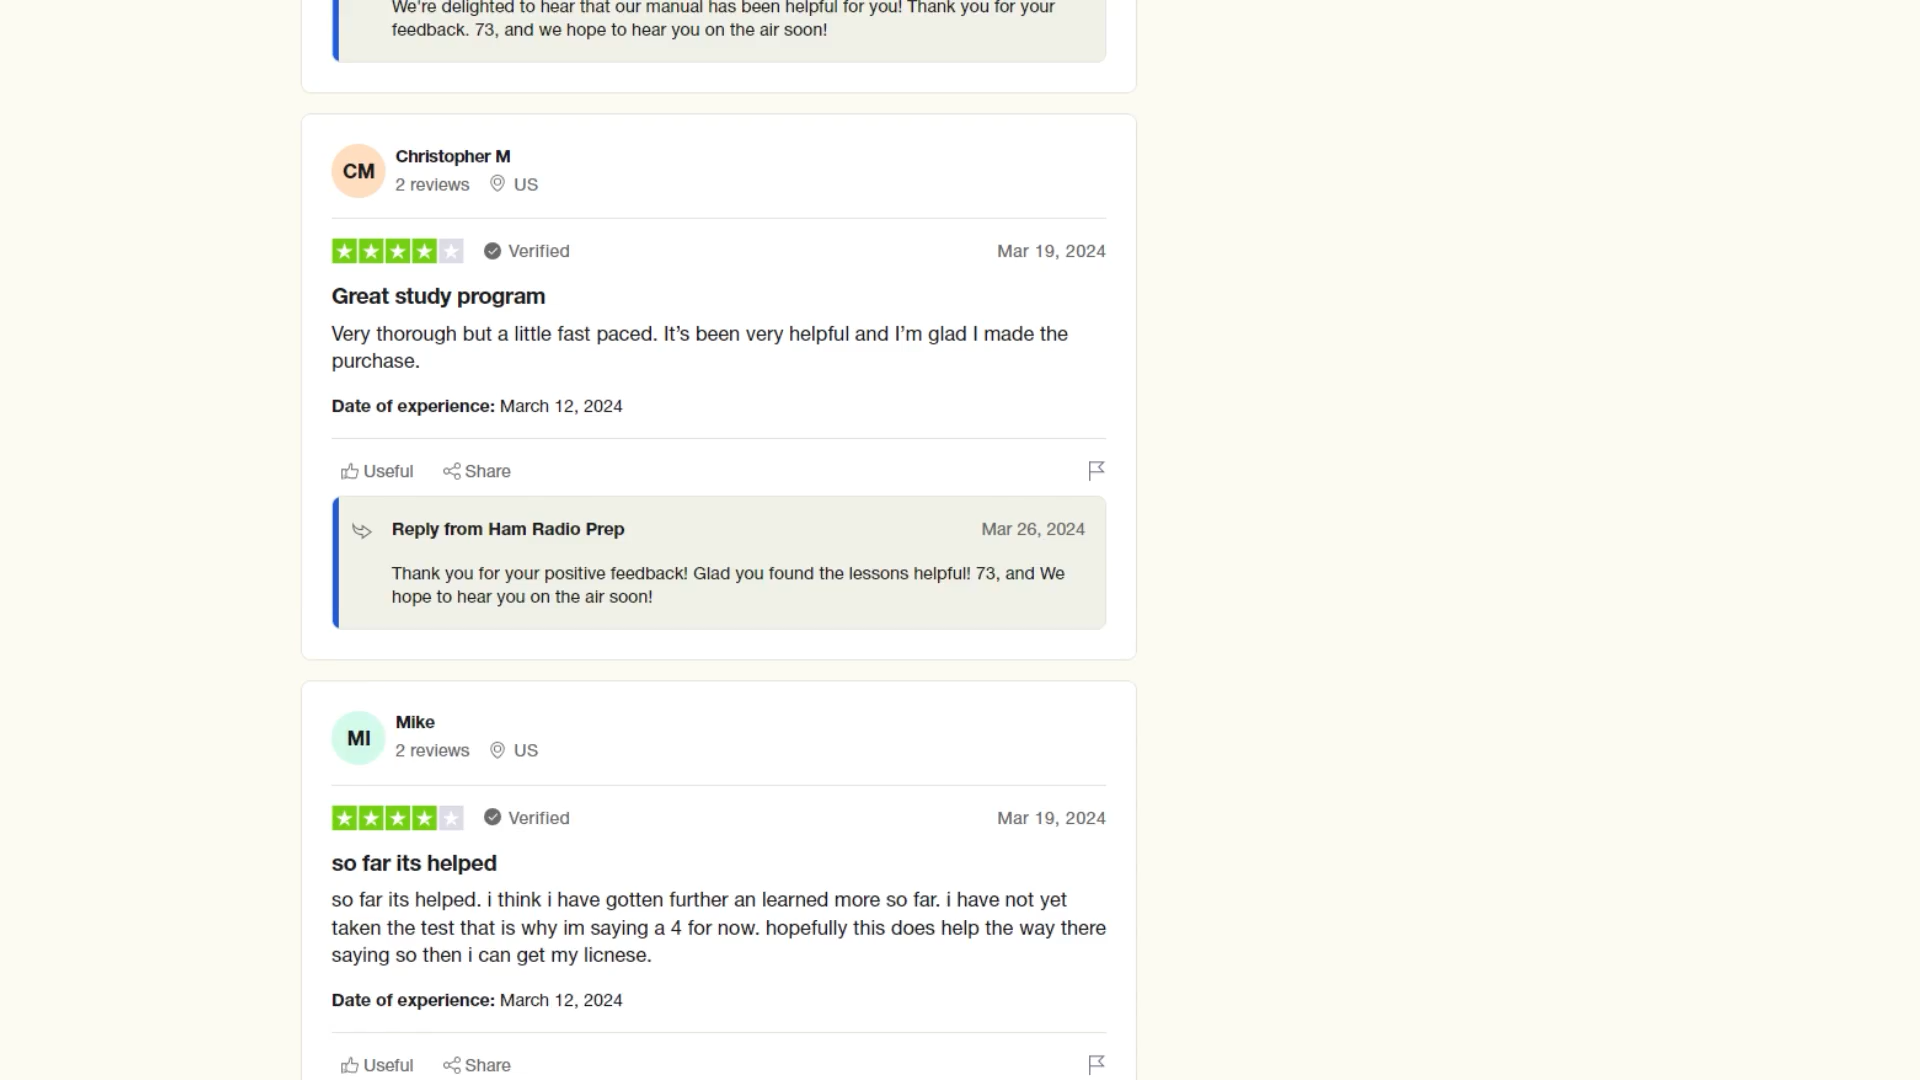 We're delighted to hear that our manual has been helpful for you! Thank you for your
feedback. 73, and we hope to hear you on the air soon!
CM
Christopher M
2 reviews US
Verified
Mar 19, 2024
Great study program
Very thorough but a little fast paced. It’s been very helpful and I’m glad I made the
purchase.
Date of experience: March 12, 2024
Useful
Share
Reply from Ham Radio Prep
Mar 26, 2024
Thank you for your positive feedback! Glad you found the lessons helpful! 73, and We
hope to hear you on the air soon!
MI
Mike
2 reviews US
Verified
Mar 19, 2024
so far its helped
so far its helped. i think i have gotten further an learned more so far. i have not yet
taken the test that is why im saying a 4 for now. hopefully this does help the way there
saying so then i can get my licnese.
Date of experience: March 12, 2024
Useful
Share